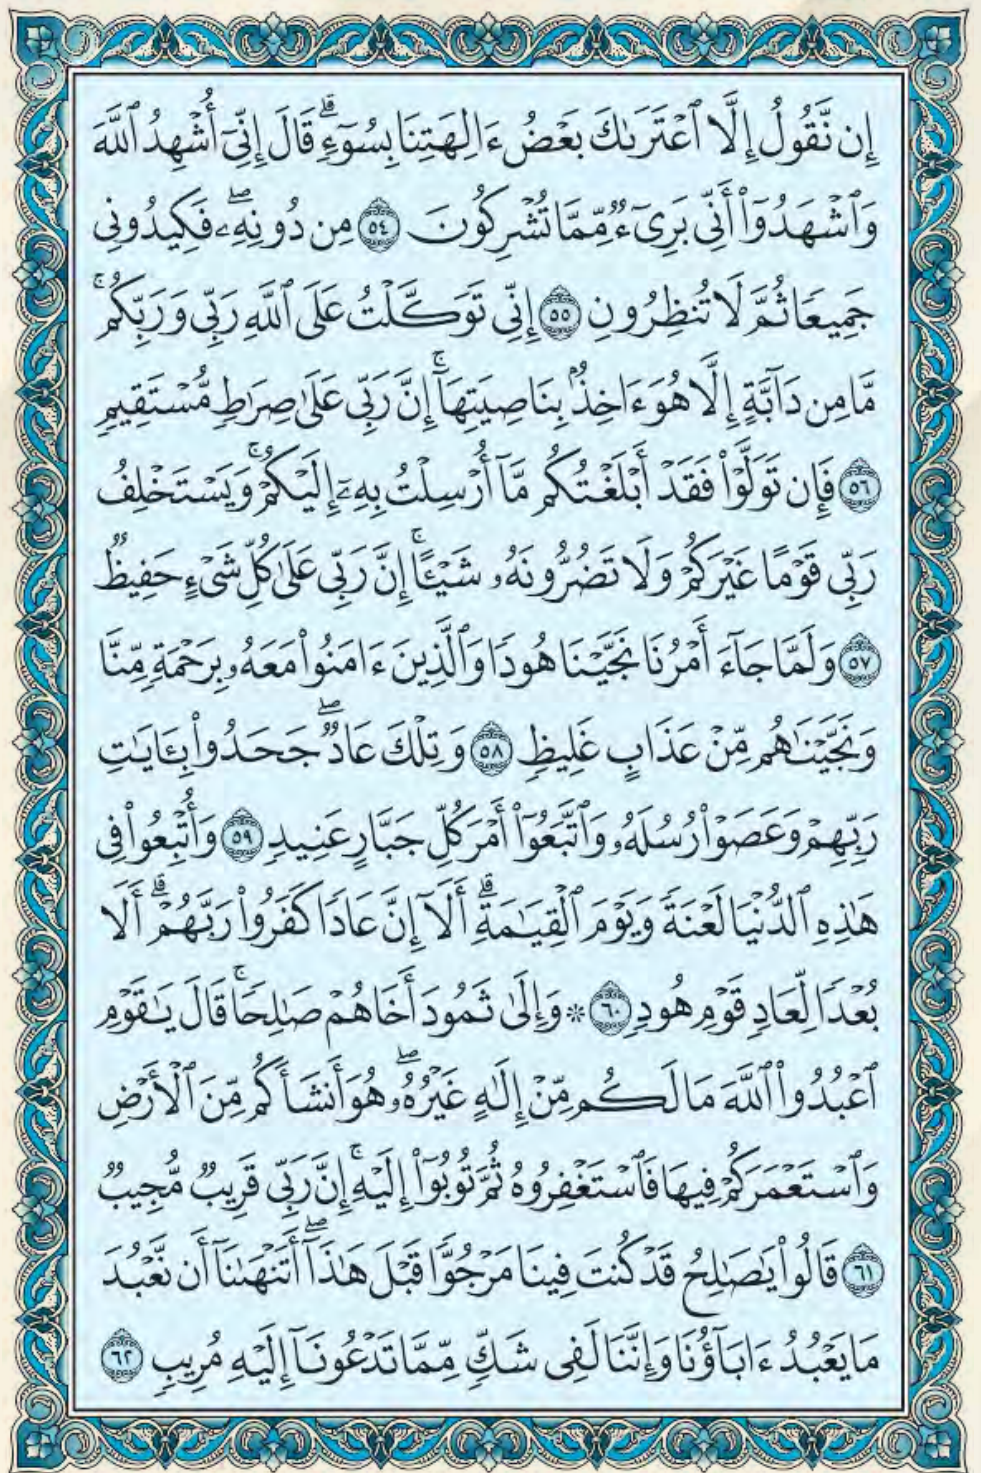 إِن نَّقُولُ إِلَّا ٱعْتَرَىٰكَ بَعْضُ ءَالِهَتِنَا بِسُوٓءٍۗ قَالَ إِنِّىٓ أُشْهِدُ ٱللَّهَ
وَٱشْهَدُوٓا۟ أَنِّى بَرِىٓءٌ مِّمَّا تُشْرِكُونَ ٥٤ مِن دُونِهِۦۖ فَكِيدُونِى
جَمِيعًا ثُمَّ لَا تُنظِرُونِ ٥٥ إِنِّى تَوَكَّلْتُ عَلَى ٱللَّهِ رَبِّى وَرَبِّكُمۚ
مَّا مِن دَآبَّةٍ إِلَّا هُوَ ءَاخِذٌۢ بِنَاصِيَتِهَآۚ إِنَّ رَبِّى عَلَىٰ صِرَٰطٍ مُّسْتَقِيمٍ
٥٦ فَإِن تَوَلَّوْا۟ فَقَدْ أَبْلَغْتُكُم مَّآ أُرْسِلْتُ بِهِۦٓ إِلَيْكُمْۚ وَيَسْتَخْلِفُ
رَبِّى قَوْمًا غَيْرَكُمْ وَلَا تَضُرُّونَهُۥ شَيْـًٔاۚ إِنَّ رَبِّى عَلَىٰ كُلِّ شَىْءٍ حَفِيظٌ
٥٧ وَلَمَّا جَآءَ أَمْرُنَا نَجَّيْنَا هُودًا وَٱلَّذِينَ ءَامَنُوا۟ مَعَهُۥ بِرَحْمَةٍ مِّنَّا
وَنَجَّيْنَٰهُم مِّنْ عَذَابٍ غَلِيظٍ ٥٨ وَتِلْكَ عَادٌۖ جَحَدُوا۟ بِـَٔايَٰتِ
رَبِّهِمْ وَعَصَوْا۟ رُسُلَهُۥ وَٱتَّبَعُوٓا۟ أَمْرَ كُلِّ جَبَّارٍ عَنِيدٍ ٥٩ وَأُتْبِعُوا۟ فِى
هَٰذِهِ ٱلدُّنْيَا لَعْنَةً وَيَوْمَ ٱلْقِيَٰمَةِۗ أَلَآ إِنَّ عَادًا كَفَرُوا۟ رَبَّهُمْۗ أَلَا
بُعْدًا لِّعَادٍ قَوْمِ هُودٍ ٦٠ ۞ وَإِلَىٰ ثَمُودَ أَخَاهُمْ صَٰلِحًاۚ قَالَ يَٰقَوْمِ
ٱعْبُدُوا۟ ٱللَّهَ مَا لَكُم مِّنْ إِلَٰهٍ غَيْرُهُۥۖ هُوَ أَنشَأَكُم مِّنَ ٱلْأَرْضِ
وَٱسْتَعْمَرَكُمْ فِيهَا فَٱسْتَغْفِرُوهُ ثُمَّ تُوبُوٓا۟ إِلَيْهِۚ إِنَّ رَبِّى قَرِيبٌ مُّجِيبٌ
٦١ قَالُوا۟ يَٰصَٰلِحُ قَدْ كُنتَ فِينَا مَرْجُوًّا قَبْلَ هَٰذَآۖ أَتَنْهَىٰنَآ أَن نَّعْبُدَ
مَا يَعْبُدُ ءَابَآؤُنَا وَإِنَّنَا لَفِى شَكٍّ مِّمَّا تَدْعُونَآ إِلَيْهِ مُرِيبٍ ٦٢